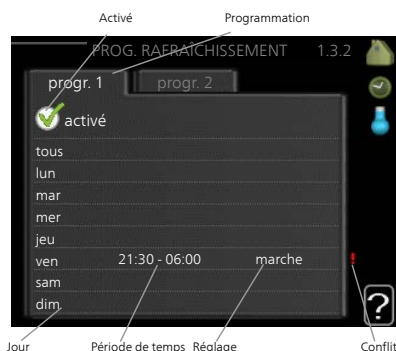 Activé Programmation
PROG. RAFRAÎCHISSEMENT 1.3.2
progr. 1 progr. 2
activé
tous
lun
mar
mer
jeu
ven 21:30 - 06:00 marche !
sam
dim. ?
Jour Période de temps Réglage Conflit